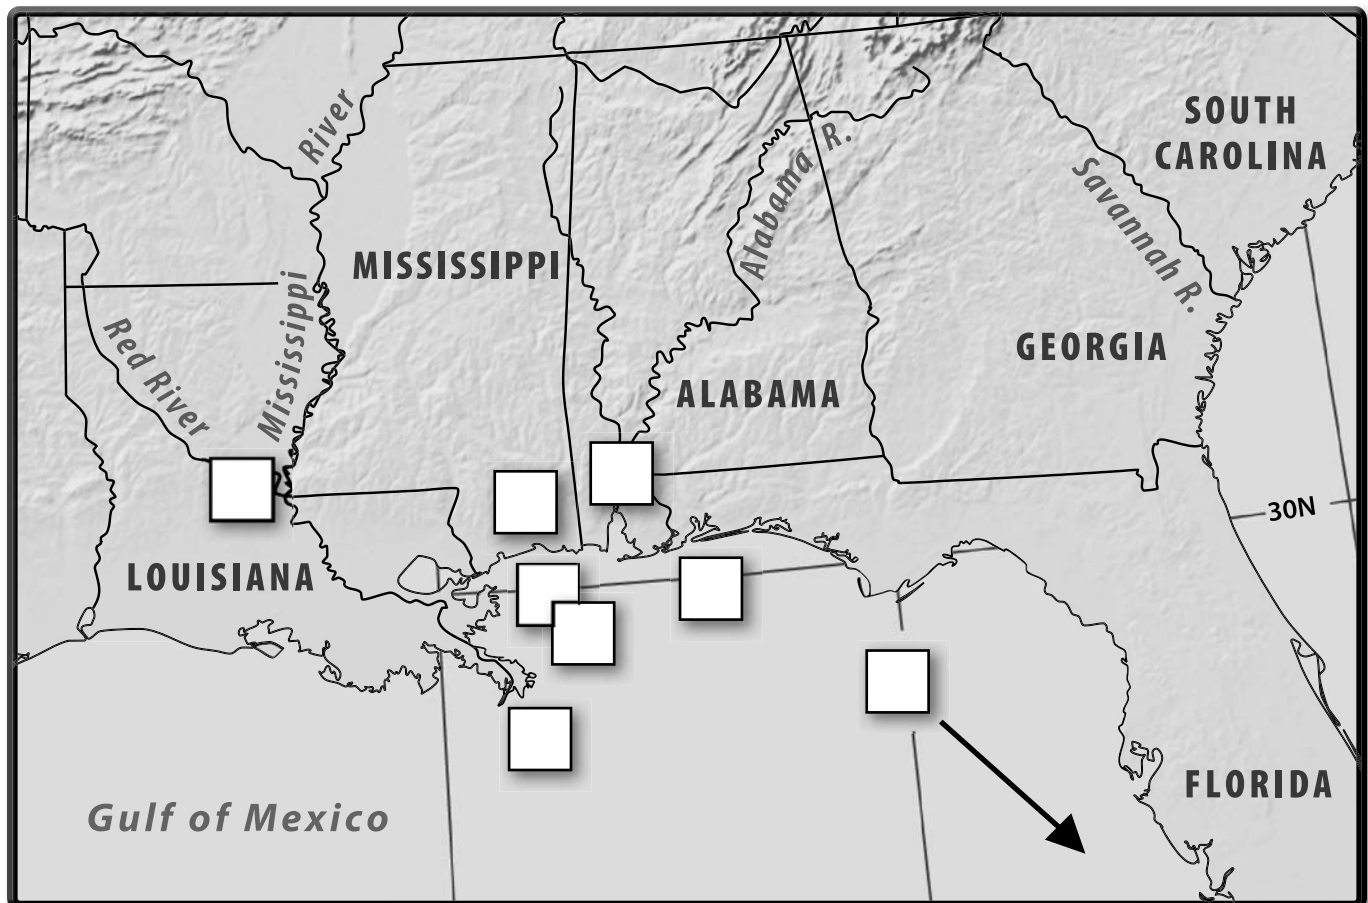 SOUTH
CAROLINA
River
Alabama R.
Savannah R.
MISSISSIPPI
Mississippi
Red River
GEORGIA
ALABAMA
30N
LOUISIANA
FLORIDA
Gulf of Mexico